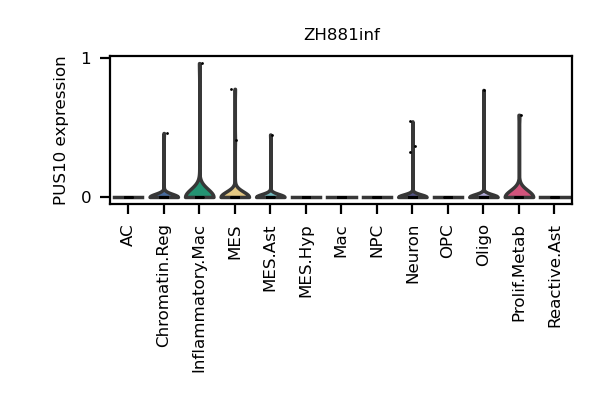 ZH881inf
PUS10 expression
1
0
AC
Chromatin.Reg
Inflammatory.Mac
MES
MES.Ast
MES.Hyp
Mac
NPC
Neuron
OPC
Oligo
Prolif.Metab
Reactive.Ast